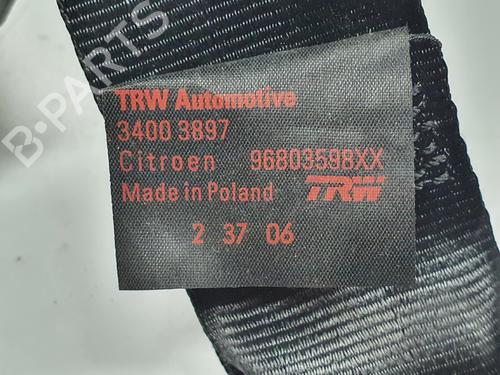 B-PARTS
TRW Automotive
3400 3897
Citroen 96803598XX
Made in Poland TRW
2 37 06